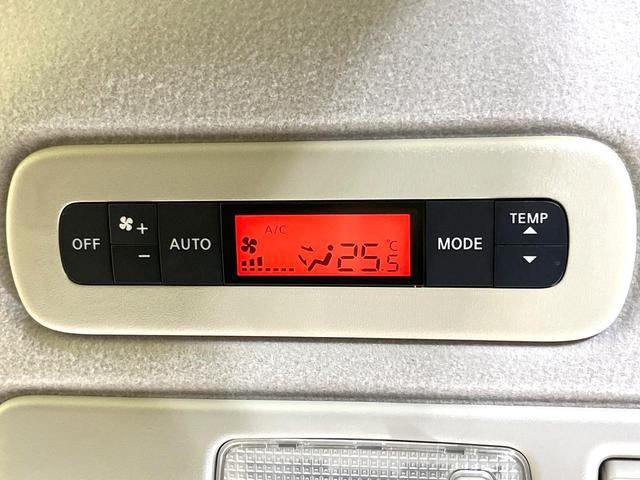 OFF
+
−
AUTO
A/C
25.5
°C
MODE
TEMP